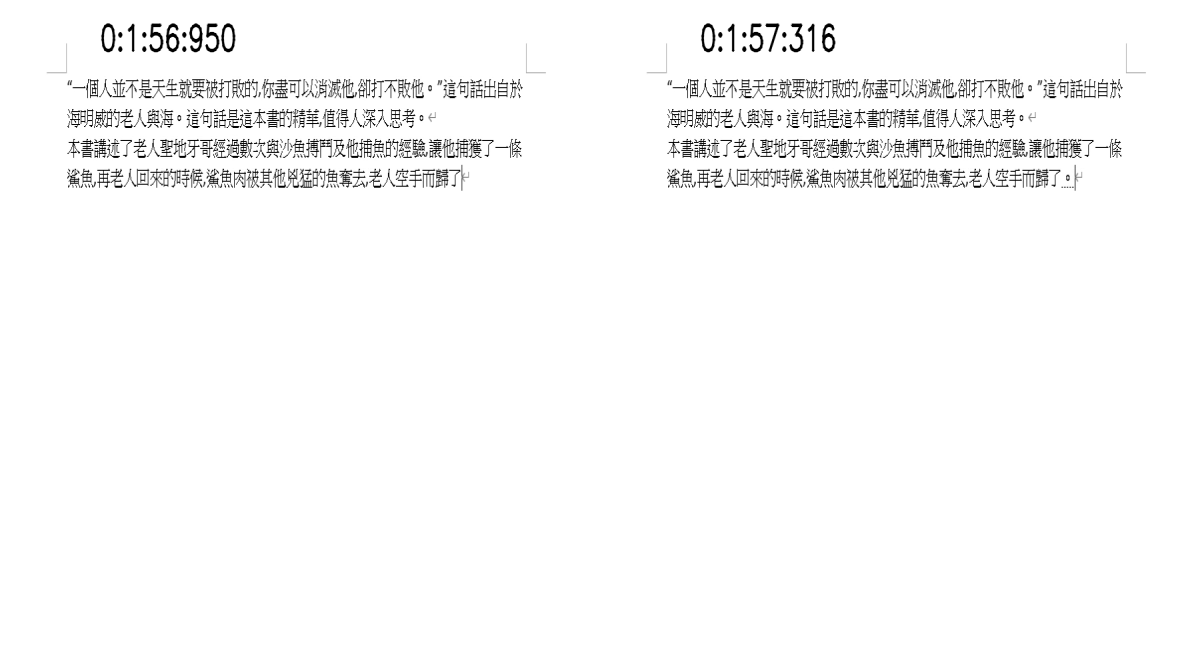 0:1:56:950
“一個人並不是天生就要被打敗的,你盡可以消滅他,卻打不敗他。”這句話出自於
海明威的老人與海。這句話是這本書的精華,值得人深入思考。
本書講述了老人聖地牙哥經過數次與沙魚搏鬥及他捕魚的經驗,讓他捕獲了一條
鯊魚,再老人回來的時候,鯊魚肉被其他兇猛的魚奪去,老人空手而歸了
0:1:57:316
“一個人並不是天生就要被打敗的,你盡可以消滅他,卻打不敗他。”這句話出自於
海明威的老人與海。這句話是這本書的精華,值得人深入思考。
本書講述了老人聖地牙哥經過數次與沙魚搏鬥及他捕魚的經驗,讓他捕獲了一條
鯊魚,再老人回來的時候,鯊魚肉被其他兇猛的魚奪去,老人空手而歸了。